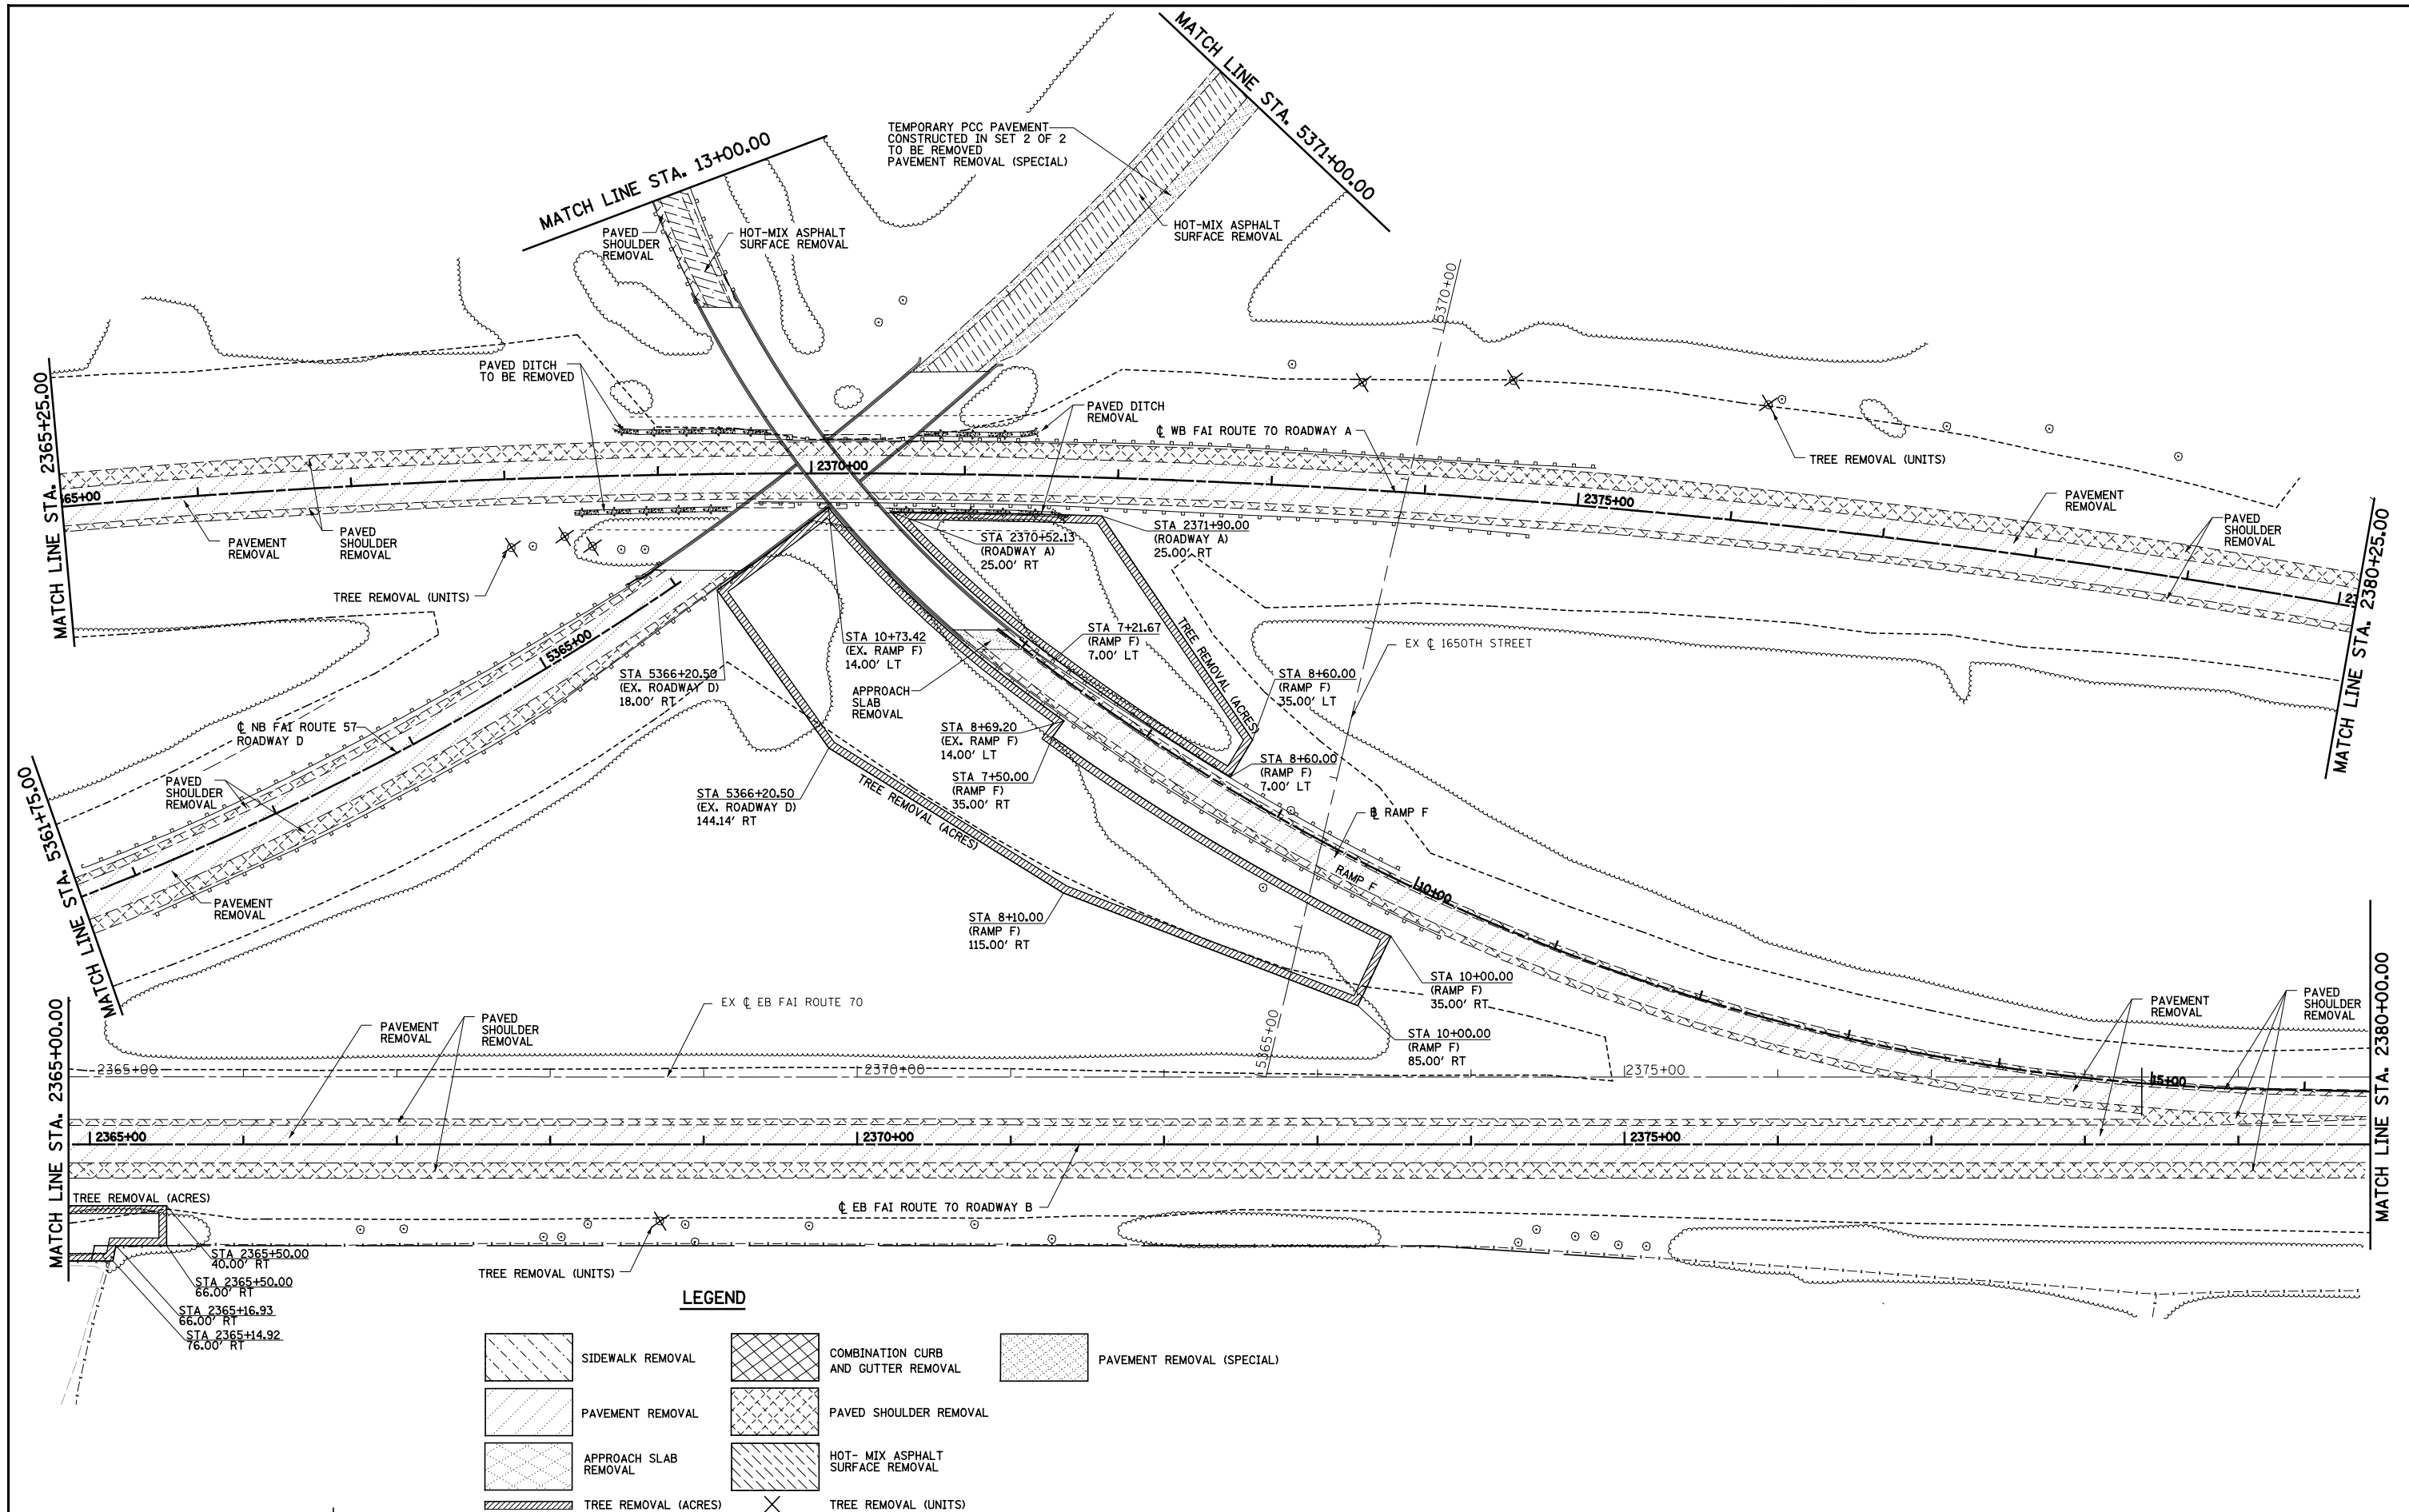 MATCH LINE STA. 13+00.00
MATCH LINE STA. 5371+00.00
TEMPORARY PCC PAVEMENT
CONSTRUCTED IN SET 2 OF 2
TO BE REMOVED
PAVEMENT REMOVAL (SPECIAL)
PAVED
SHOULDER
REMOVAL
HOT-MIX ASPHALT
SURFACE REMOVAL
HOT-MIX ASPHALT
SURFACE REMOVAL
5370+00
MATCH LINE STA. 2365+25.00
PAVED DITCH
TO BE REMOVED
PAVED DITCH
REMOVAL
℄ WB FAI ROUTE 70 ROADWAY A
TREE REMOVAL (UNITS)
65+00
2370+00
2375+00
PAVEMENT
REMOVAL
PAVED
SHOULDER
REMOVAL
MATCH LINE STA. 2380+25.00
PAVEMENT
REMOVAL
PAVED
SHOULDER
REMOVAL
STA 2370+52.13
(ROADWAY A)
25.00' RT
STA 2371+90.00
(ROADWAY A)
25.00' RT
TREE REMOVAL (UNITS)
5365+00
STA 10+73.42
(EX. RAMP F)
14.00' LT
STA 7+21.67
(RAMP F)
7.00' LT
TREE REMOVAL (ACRES)
EX ℄ 1650TH STREET
STA 5366+20.50
(EX. ROADWAY D)
18.00' RT
APPROACH
SLAB
REMOVAL
STA 8+60.00
(RAMP F)
35.00' LT
℄ NB FAI ROUTE 57
ROADWAY D
STA 8+69.20
(EX. RAMP F)
14.00' LT
STA 8+60.00
(RAMP F)
7.00' LT
STA 7+50.00
(RAMP F)
35.00' RT
MATCH LINE STA. 5361+75.00
PAVED
SHOULDER
REMOVAL
STA 5366+20.50
(EX. ROADWAY D)
144.14' RT
TREE REMOVAL (ACRES)
℄ RAMP F
RAMP F
10+00
PAVEMENT
REMOVAL
STA 8+10.00
(RAMP F)
115.00' RT
STA 10+00.00
(RAMP F)
35.00' RT
STA 10+00.00
(RAMP F)
85.00' RT
5365+00
MATCH LINE STA. 2365+00.00
PAVEMENT
REMOVAL
PAVED
SHOULDER
REMOVAL
EX ℄ EB FAI ROUTE 70
PAVEMENT
REMOVAL
PAVED
SHOULDER
REMOVAL
MATCH LINE STA. 2380+00.00
2365+00
2370+00
2375+00
15+00
2365+00
2370+00
2375+00
TREE REMOVAL (ACRES)
℄ EB FAI ROUTE 70 ROADWAY B
STA 2365+50.00
40.00' RT
STA 2365+50.00
66.00' RT
STA 2365+16.93
66.00' RT
STA 2365+14.92
76.00' RT
TREE REMOVAL (UNITS)
LEGEND
SIDEWALK REMOVAL
COMBINATION CURB
AND GUTTER REMOVAL
PAVEMENT REMOVAL (SPECIAL)
PAVEMENT REMOVAL
PAVED SHOULDER REMOVAL
APPROACH SLAB
REMOVAL
HOT- MIX ASPHALT
SURFACE REMOVAL
TREE REMOVAL (ACRES)
TREE REMOVAL (UNITS)